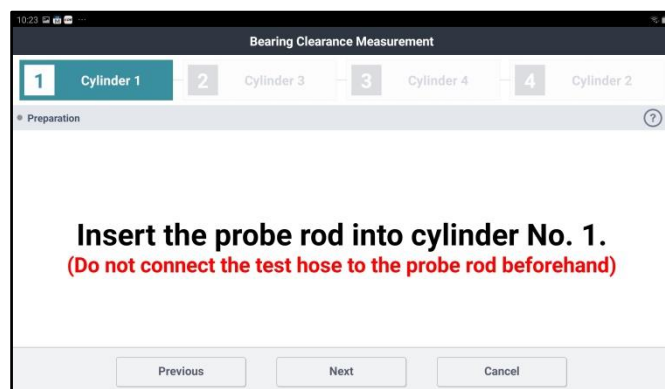 10:23
Bearing Clearance Measurement
1 Cylinder 1 2 Cylinder 3 3 Cylinder 4 4 Cylinder 2
Preparation ?
Insert the probe rod into cylinder No. 1.
(Do not connect the test hose to the probe rod beforehand)
Previous Next Cancel